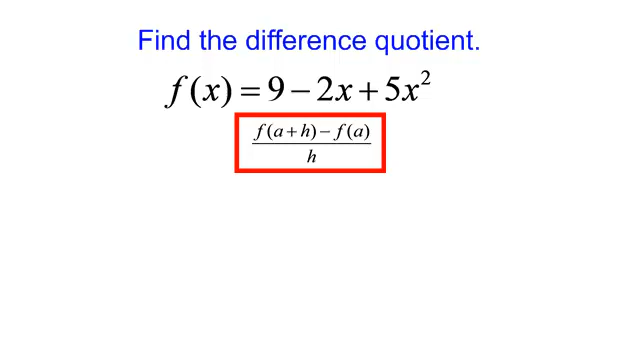 Find the difference quotient.
f(x) = 9 − 2x + 5x²
f(a+h) − f(a)
h